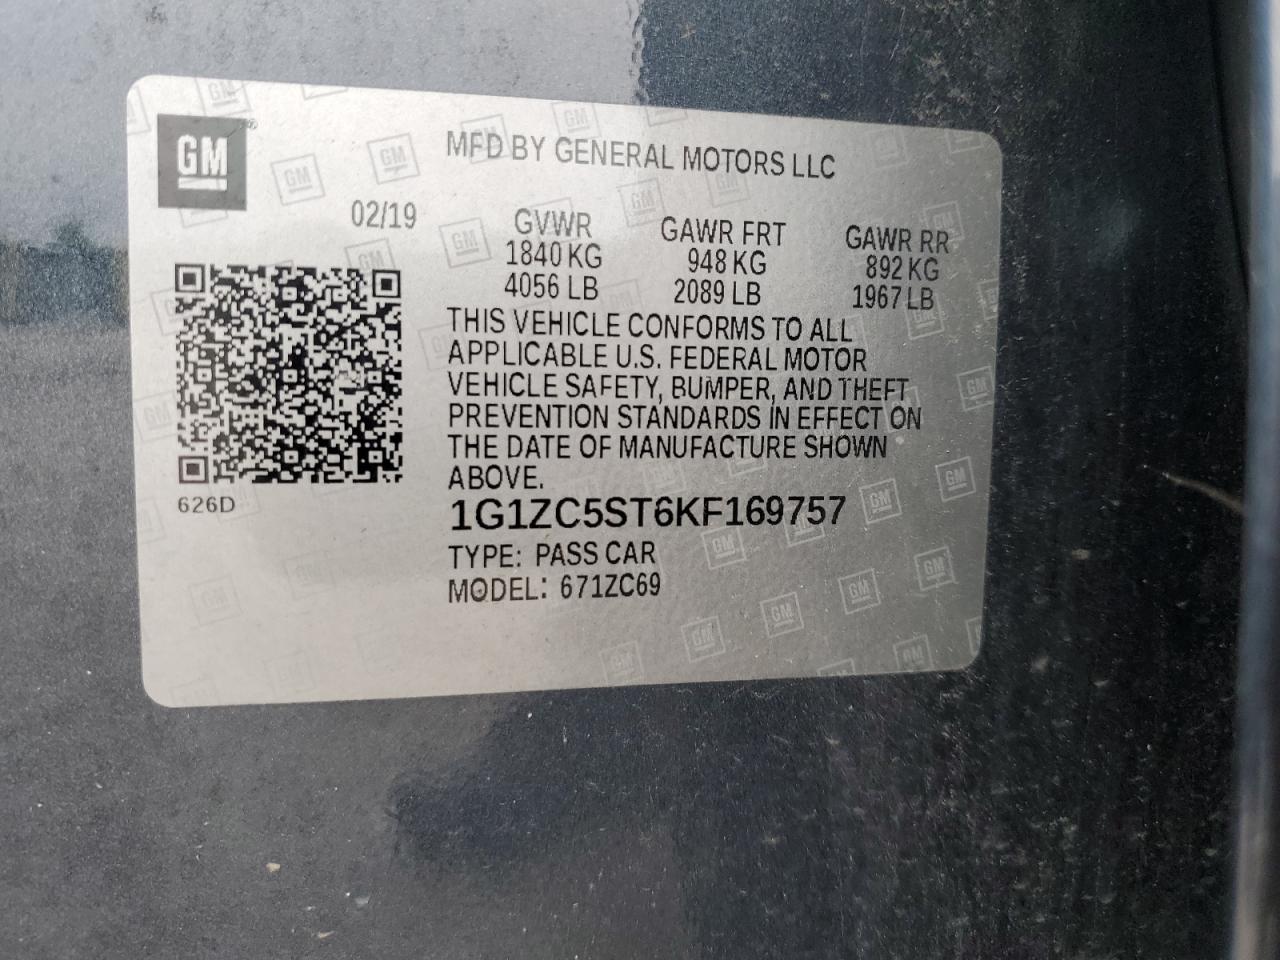 GM
MFD BY GENERAL MOTORS LLC
02/19
GVWR GAWR FRT GAWR RR
1840 KG 948 KG 892 KG
4056 LB 2089 LB 1967 LB
THIS VEHICLE CONFORMS TO ALL
APPLICABLE U.S. FEDERAL MOTOR
VEHICLE SAFETY, BUMPER, AND THEFT
PREVENTION STANDARDS IN EFFECT ON
THE DATE OF MANUFACTURE SHOWN
ABOVE.
626D
1G1ZC5ST6KF169757
TYPE: PASS CAR
MODEL: 671ZC69